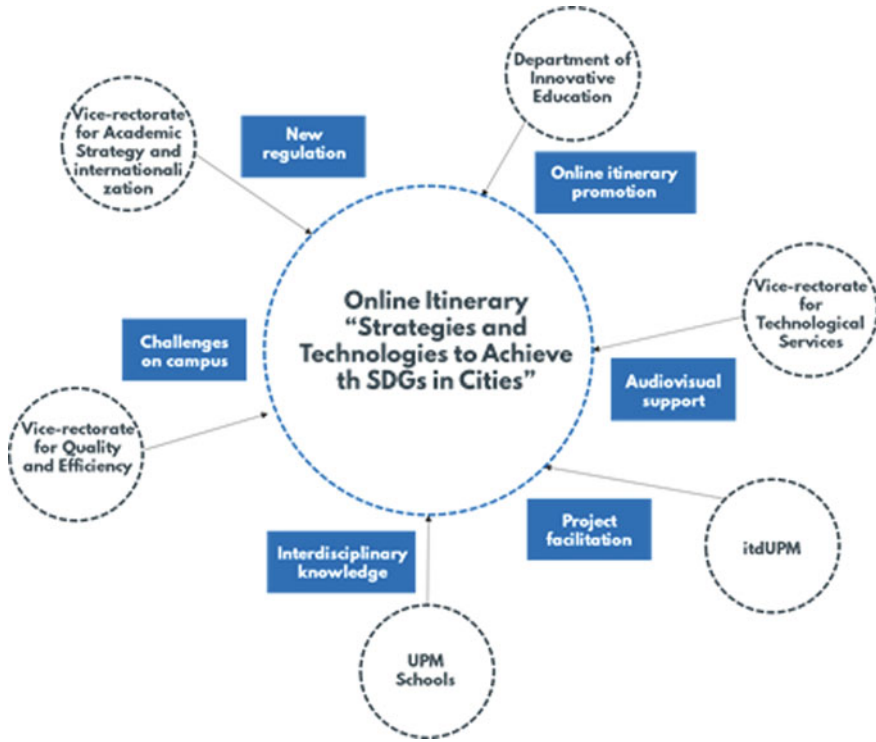 Department of
Innovative
Education
Vice-rectorate
for Academic
Strategy and
internationali
zation
New
regulation
Online itinerary
promotion
Online Itinerary
“Strategies and
Technologies to Achieve
th SDGs in Cities”
Vice-rectorate
for
Technological
Services
Challenges
on campus
Audiovisual
support
Vice-rectorate
for Quality
and Efficiency
Project
facilitation
itdUPM
Interdisciplinary
knowledge
UPM
Schools